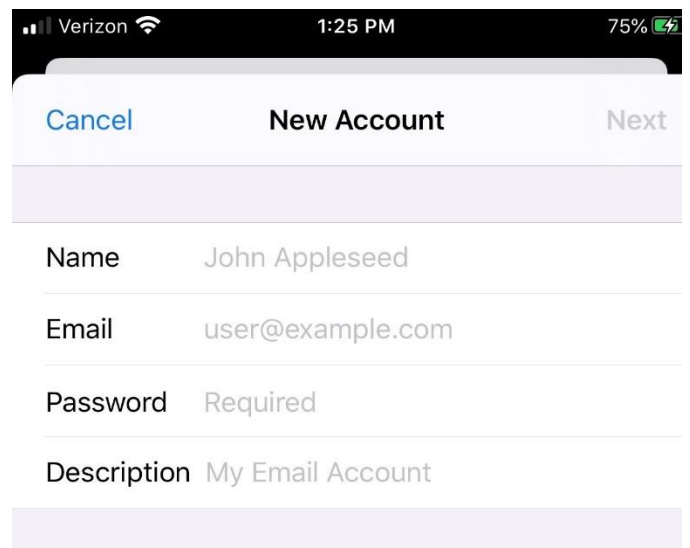 Verizon 1:25 PM 75%
Cancel New Account Next
Name John Appleseed
Email user@example.com
Password Required
Description My Email Account